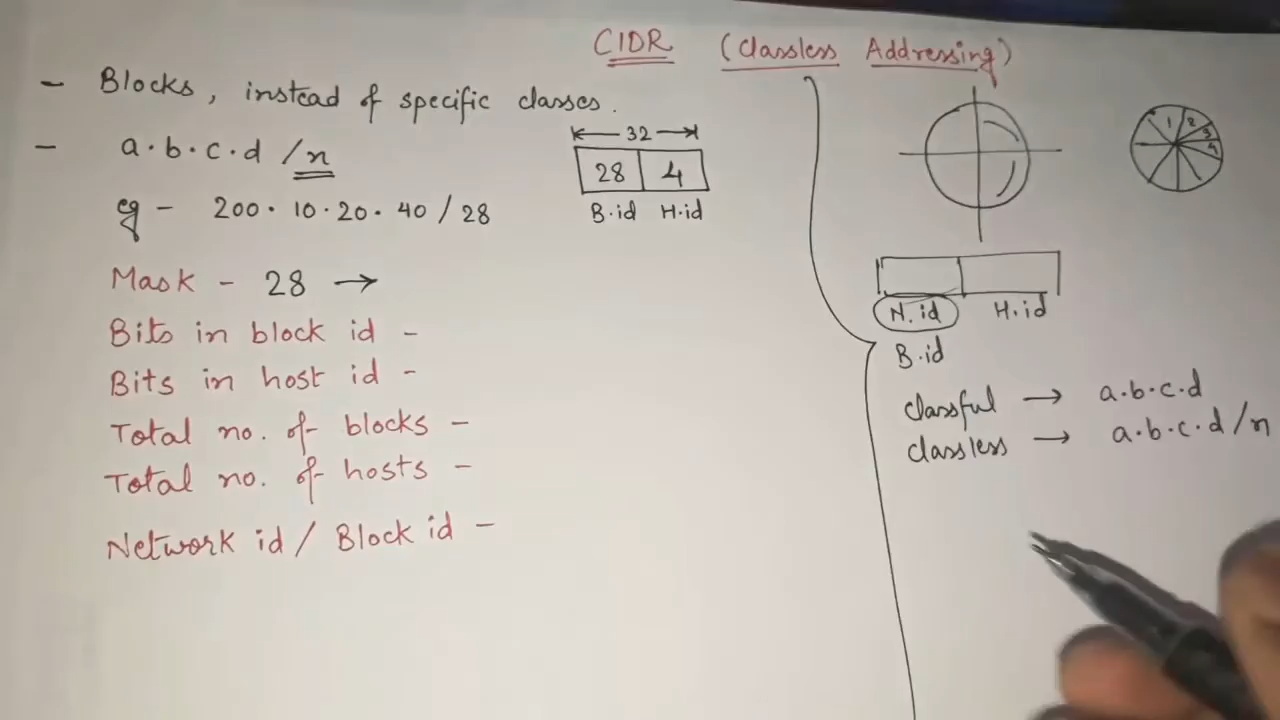 CIDR (Classless Addressing)
- Blocks, instead of specific classes.
- a.b.c.d /n
eg - 200.10.20.40 / 28
32
28 4
B.id H.id
Mask - 28 →
Bits in block id -
Bits in host id -
Total no. of blocks -
Total no. of hosts -
Network id / Block id -
1 2 3 4
N.id H.id
B.id
classful → a.b.c.d
classless → a.b.c.d/n